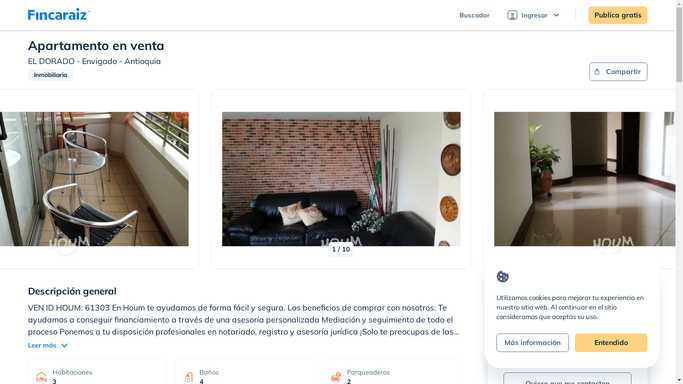 Fincaraiz
Buscador
Ingresar
Publica gratis
Apartamento en venta
EL DORADO - Envigado - Antioquia
Inmobiliaria
Compartir
HOUM
HOUM
HOUM
1 / 10
Descripción general
VEN ID HOUM: 61303 En Houm te ayudamos de forma fácil y segura. Los beneficios de comprar con nosotros: Te
ayudamos a conseguir financiamiento a través de una asesoría personalizada Mediación y seguimiento de todo el
proceso Ponemos a tu disposición profesionales en notariado, registro y asesoría jurídica ¡Solo te preocupas de las...
Leer más
Habitaciones
3
Baños
4
Parqueaderos
2
Utilizamos cookies para mejorar tu experiencia en
nuestro sitio web. Al continuar en el sitio
consideramos que aceptas su uso.
Más información
Entendido
Quiero que me contacten